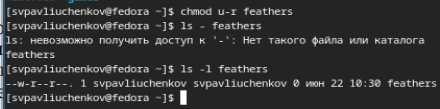 [svpavliuchenkov@fedora ~]$ chmod u-r feathers
[svpavliuchenkov@fedora ~]$ ls - feathers
ls: невозможно получить доступ к '-': Нет такого файла или каталога
feathers
[svpavliuchenkov@fedora ~]$ ls -l feathers
--w-r--r--. 1 svpavliuchenkov svpavliuchenkov 0 июн 22 10:30 feathers
[svpavliuchenkov@fedora ~]$